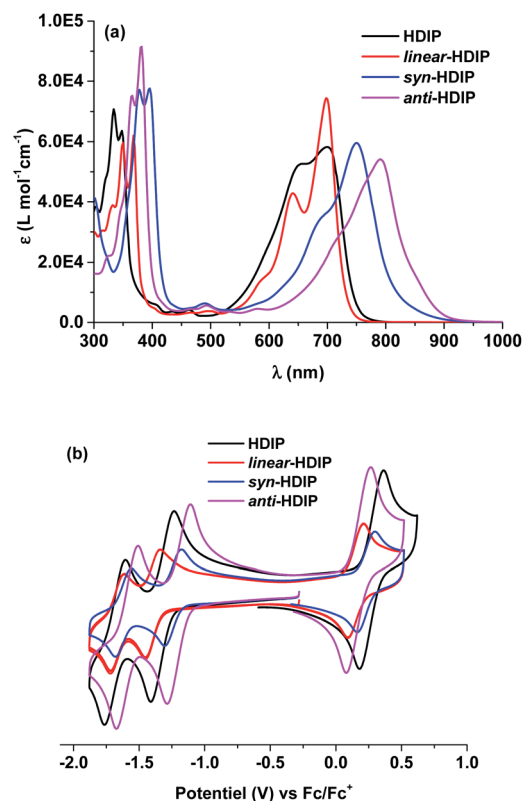 (a)
HDIP
linear-HDIP
syn-HDIP
anti-HDIP
1.0E5
8.0E4
6.0E4
4.0E4
2.0E4
0.0
ε (L mol⁻¹cm⁻¹)
300 400 500 600 700 800 900 1000
λ (nm)
(b)
HDIP
linear-HDIP
syn-HDIP
anti-HDIP
-2.0 -1.5 -1.0 -0.5 0.0 0.5 1.0
Potentiel (V) vs Fc/Fc⁺